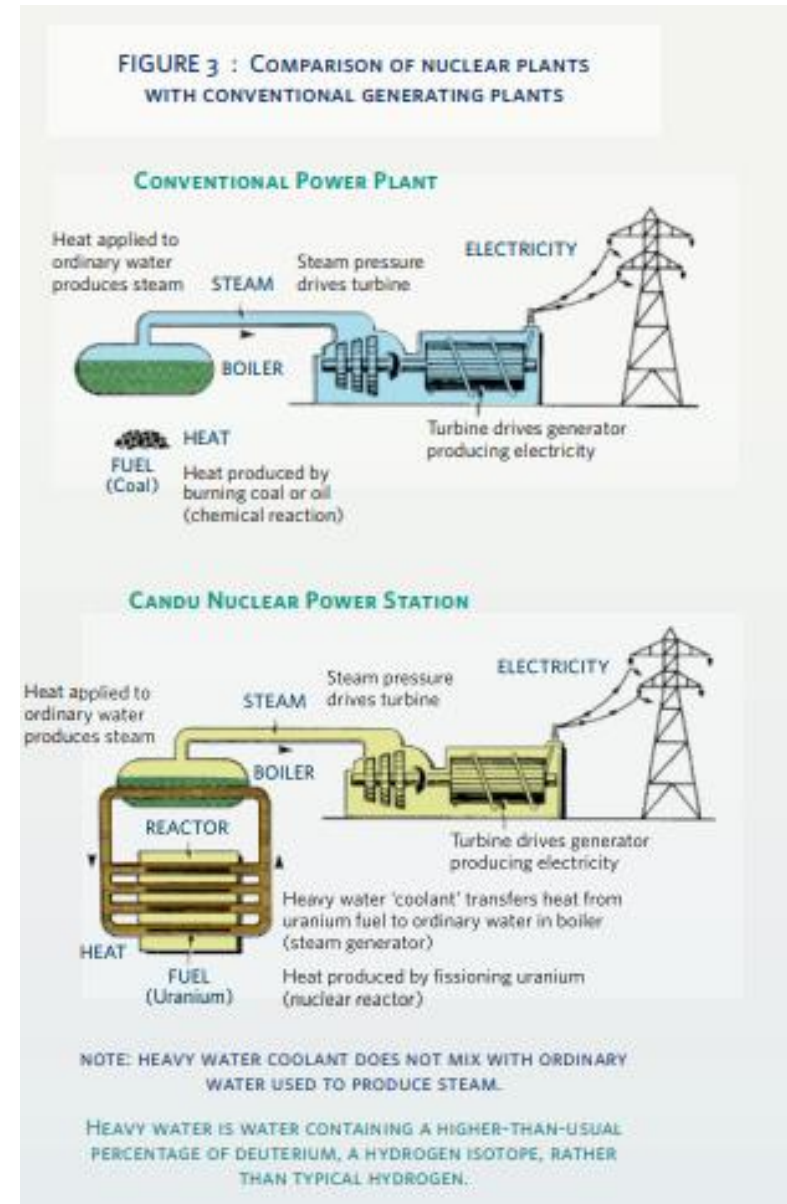 FIGURE 3 : COMPARISON OF NUCLEAR PLANTS
WITH CONVENTIONAL GENERATING PLANTS
CONVENTIONAL POWER PLANT
Heat applied to
ordinary water
produces steam
STEAM
Steam pressure
drives turbine
ELECTRICITY
BOILER
Turbine drives generator
producing electricity
HEAT
FUEL
(Coal)
Heat produced by
burning coal or oil
(chemical reaction)
CANDU NUCLEAR POWER STATION
Heat applied to
ordinary water
produces steam
STEAM
Steam pressure
drives turbine
ELECTRICITY
BOILER
REACTOR
Turbine drives generator
producing electricity
Heavy water 'coolant' transfers heat from
uranium fuel to ordinary water in boiler
(steam generator)
HEAT
FUEL
(Uranium)
Heat produced by fissioning uranium
(nuclear reactor)
NOTE: HEAVY WATER COOLANT DOES NOT MIX WITH ORDINARY
WATER USED TO PRODUCE STEAM.
HEAVY WATER IS WATER CONTAINING A HIGHER-THAN-USUAL
PERCENTAGE OF DEUTERIUM, A HYDROGEN ISOTOPE, RATHER
THAN TYPICAL HYDROGEN.